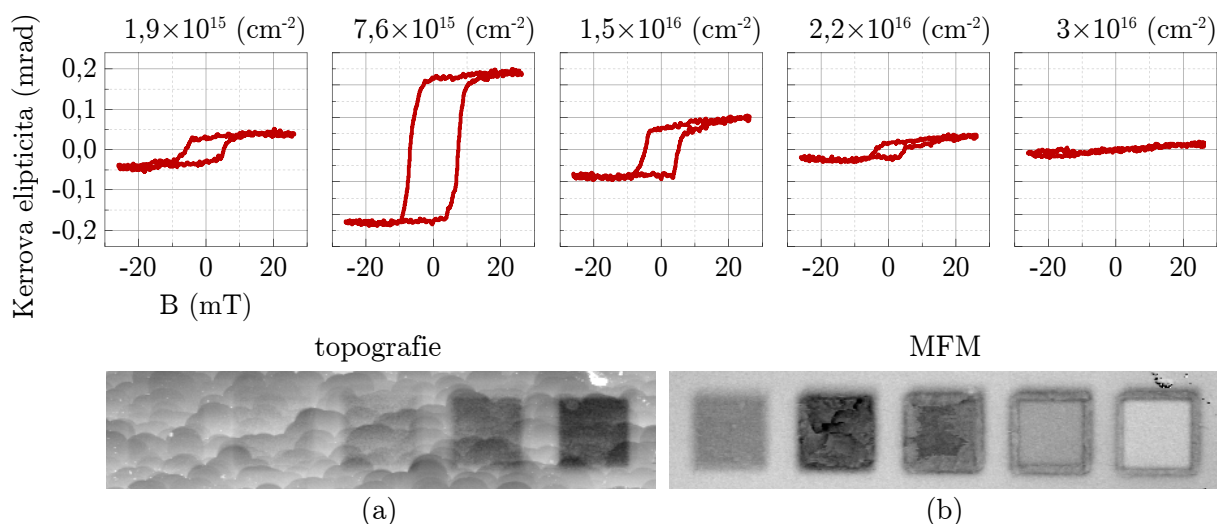 1,9×10¹⁵ (cm⁻²) 7,6×10¹⁵ (cm⁻²) 1,5×10¹⁶ (cm⁻²) 2,2×10¹⁶ (cm⁻²) 3×10¹⁶ (cm⁻²)
Kerrova elipticita (mrad)
0,2
0,1
0,0
-0,1
-0,2
-20 0 20 -20 0 20 -20 0 20 -20 0 20 -20 0 20
B (mT)
topografie MFM
(a) (b)